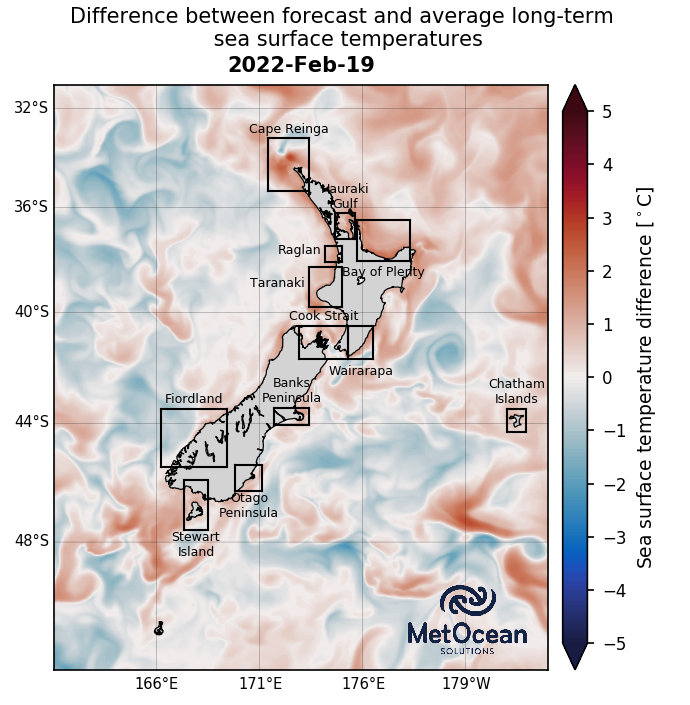 Difference between forecast and average long-term
sea surface temperatures
2022-Feb-19
32°S
36°S
40°S
44°S
48°S
Cape Reinga
Hauraki
Gulf
Raglan
Bay of Plenty
Taranaki
Cook Strait
Wairarapa
Banks
Peninsula
Fiordland
Chatham
Islands
Otago
Peninsula
Stewart
Island
MetOcean
SOLUTIONS
166°E
171°E
176°E
179°W
5
4
3
2
1
0
−1
−2
−3
−4
−5
Sea surface temperature difference [°C]